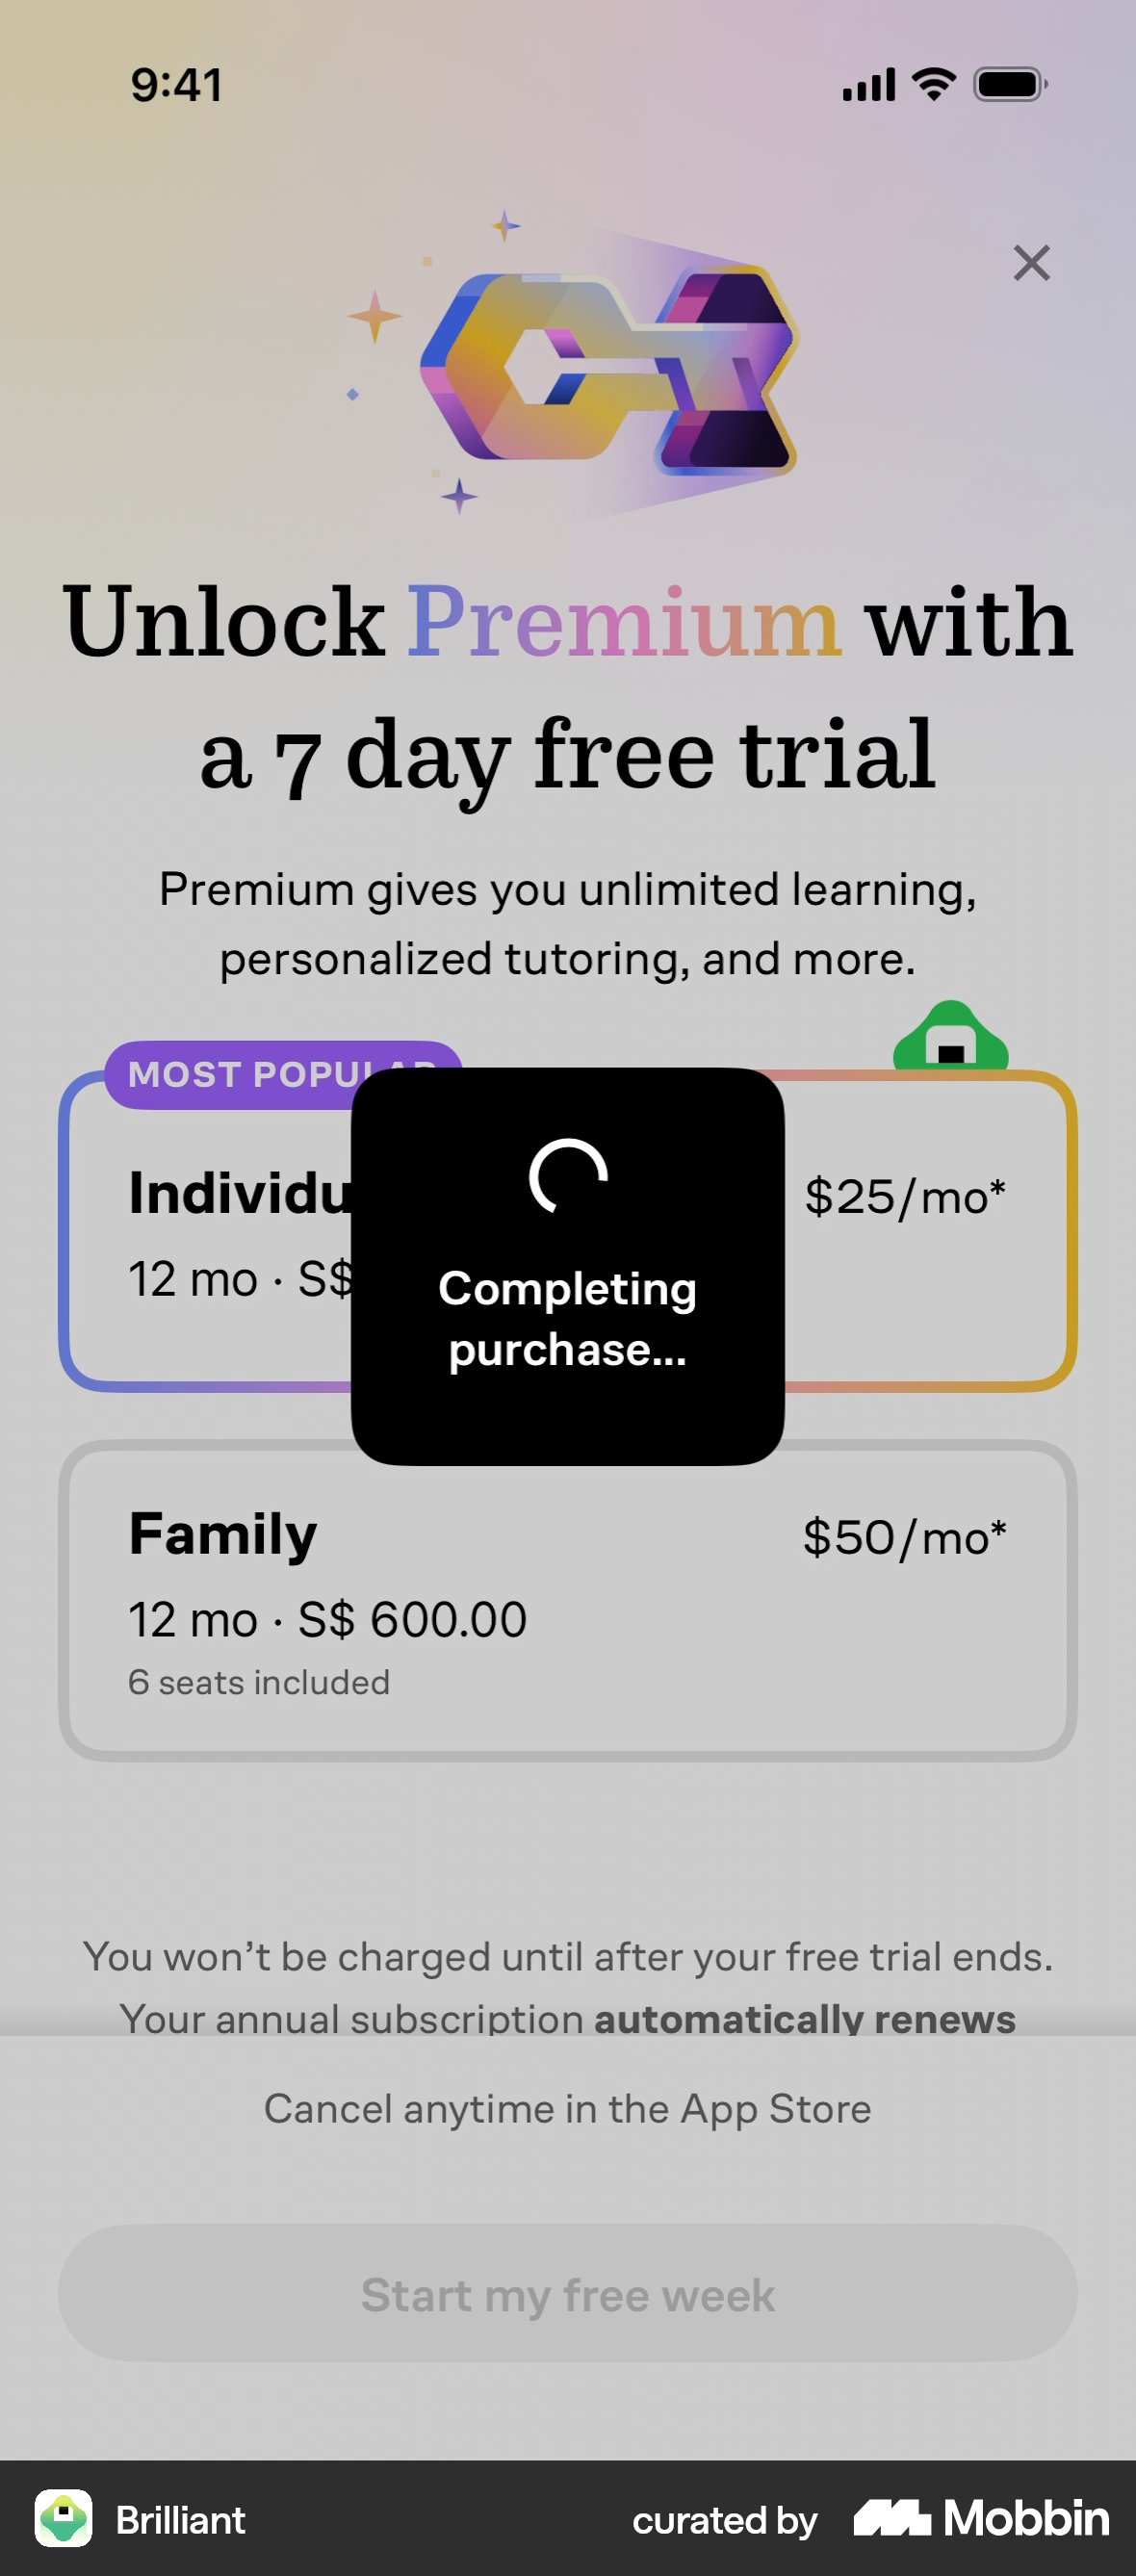 9:41
Unlock Premium with
a 7 day free trial
Premium gives you unlimited learning,
personalized tutoring, and more.
MOST
$25/mo*
12 mo · S$
Completing
purchase...
Family $50/mo*
12 mo · S$ 600.00
6 seats included
You won’t be charged until after your free trial ends.
Your annual subscription automatically renews
Cancel anytime in the App Store
Start my free week
Brilliant curated by Mobbin